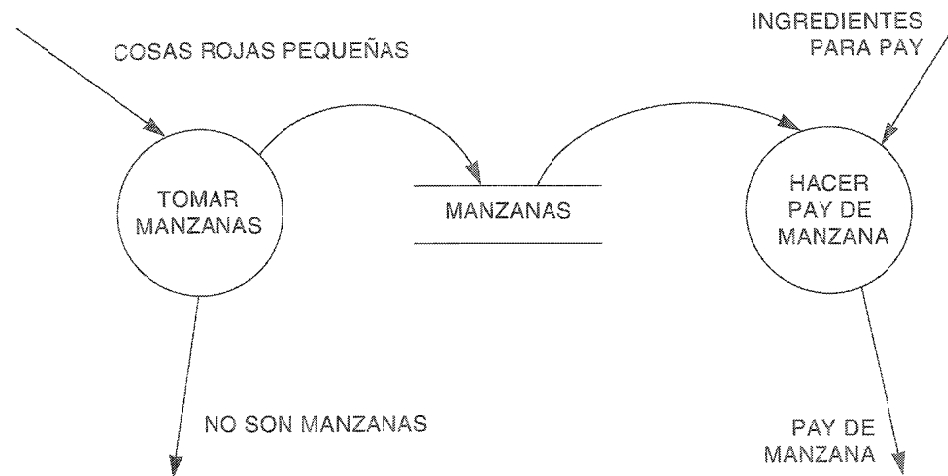 COSAS ROJAS PEQUEÑAS
INGREDIENTES
PARA PAY
TOMAR
MANZANAS
MANZANAS
HACER
PAY DE
MANZANA
NO SON MANZANAS
PAY DE
MANZANA